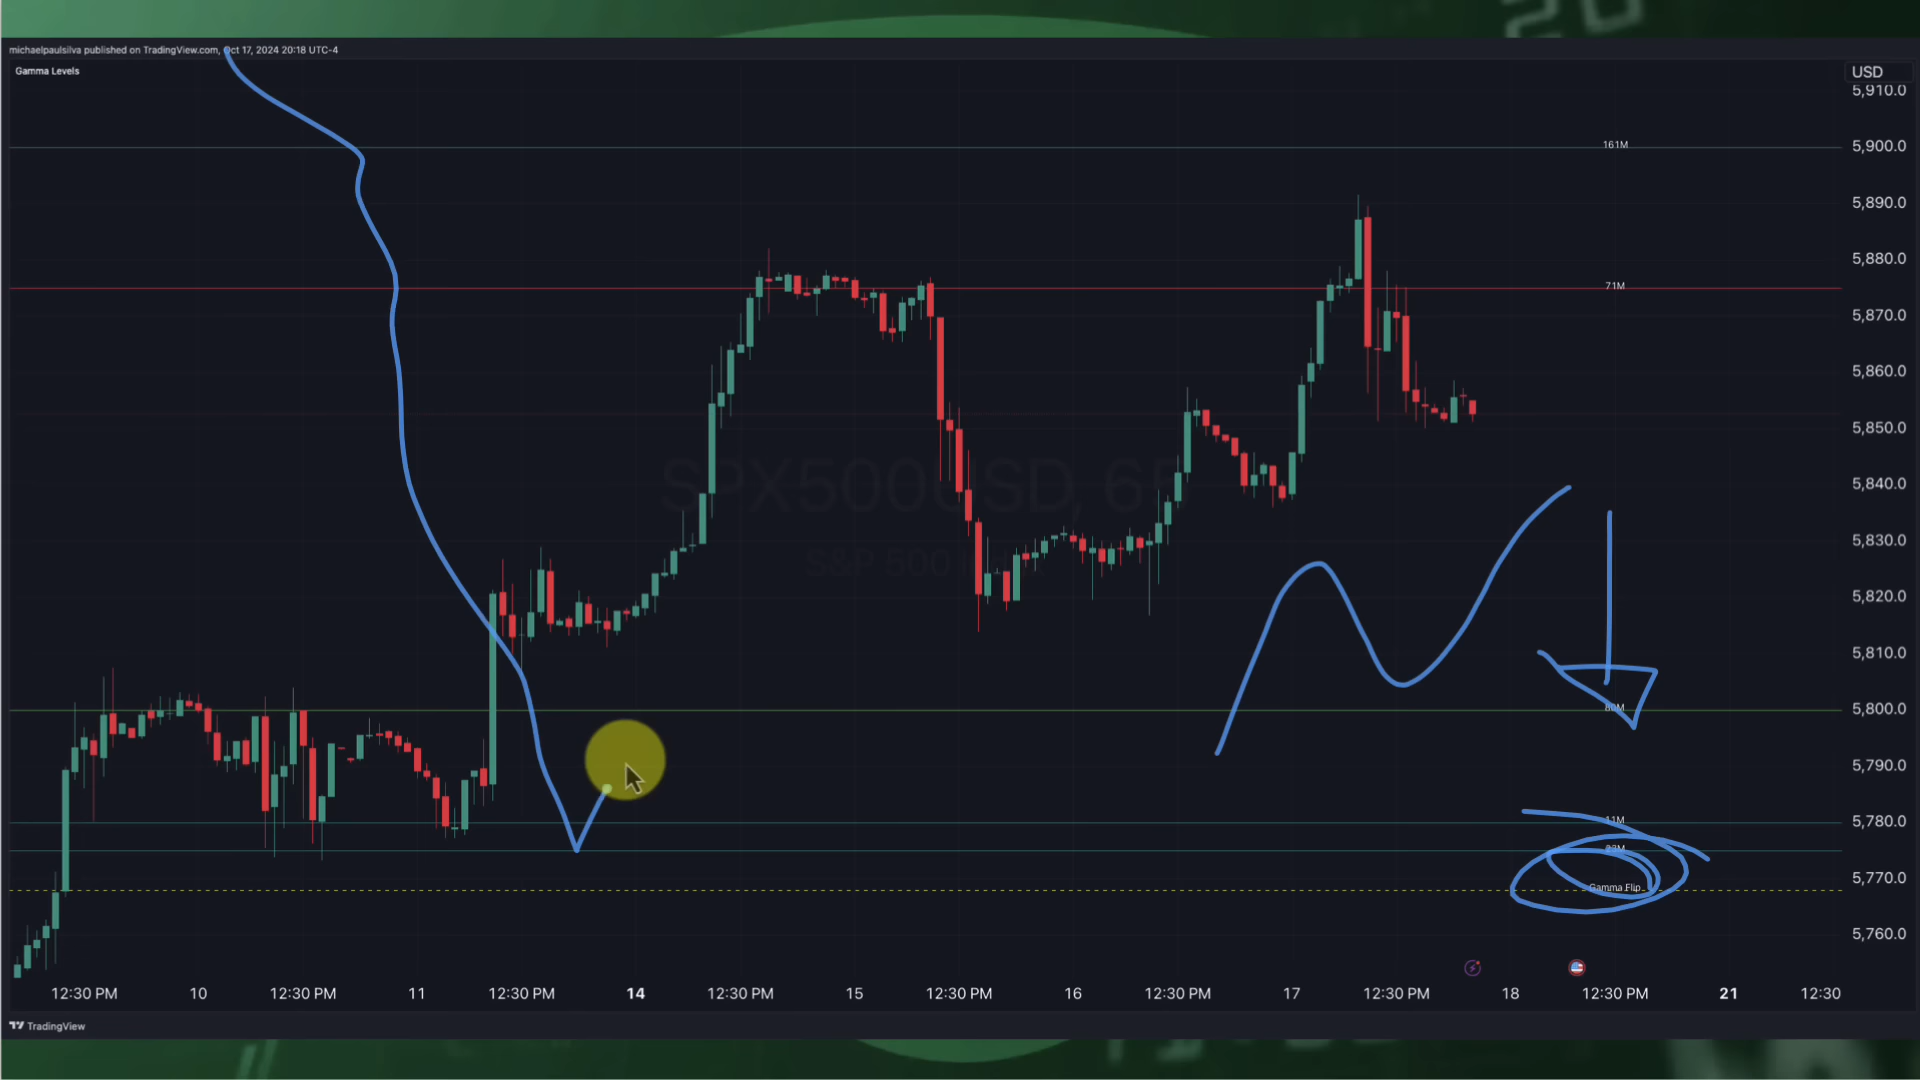 michaelpaulsilva published on TradingView.com, Oct 17, 2024 20:18 UTC-4
Gamma Levels
USD
5,910.0
161M
5,900.0
5,890.0
5,880.0
71M
5,870.0
5,860.0
5,850.0
SPX500USD, 65
5,840.0
5,830.0
S&P 500 Index
5,820.0
5,810.0
5,800.0
5,790.0
11M
5,780.0
Gamma Flip
5,770.0
5,760.0
12:30 PM 10 12:30 PM 11 12:30 PM 14 12:30 PM 15 12:30 PM 16 12:30 PM 17 12:30 PM 18 12:30 PM 21 12:30
TradingView